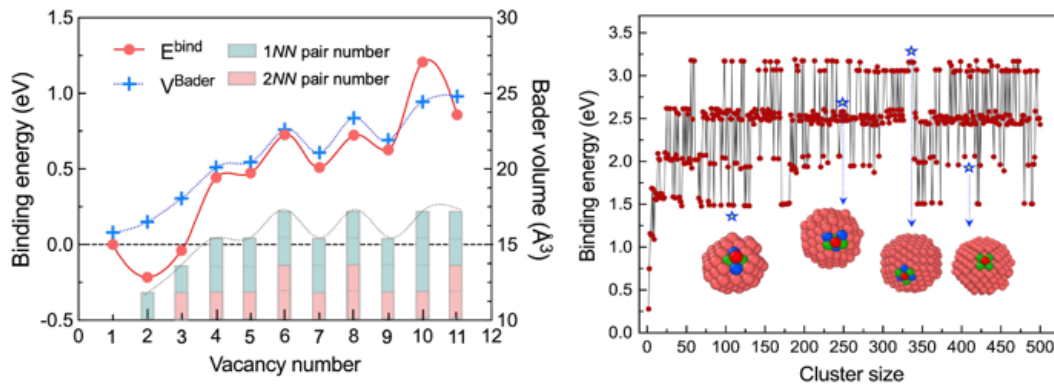 1.5
1.0
0.5
0.0
-0.5
Binding energy (eV)
E^bind
V^Bader
1NN pair number
2NN pair number
30
25
20
15
10
Bader volume (Å³)
0 1 2 3 4 5 6 7 8 9 10 11 12
Vacancy number
3.5
3.0
2.5
2.0
1.5
1.0
0.5
0.0
Binding energy (eV)
0 50 100 150 200 250 300 350 400 450 500
Cluster size